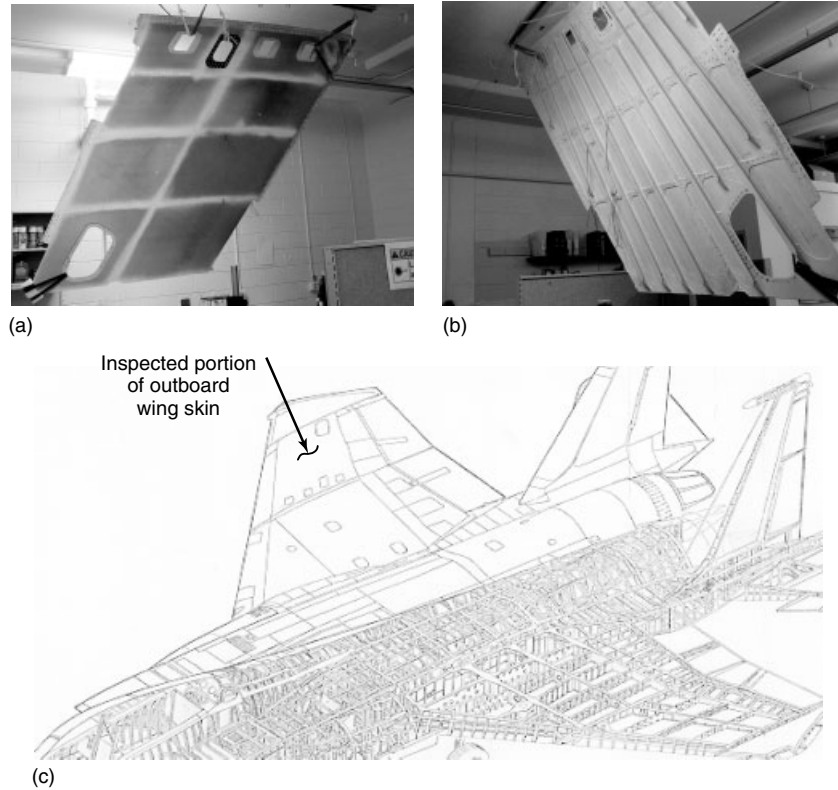 (a)
(b)
Inspected portion
of outboard
wing skin
(c)